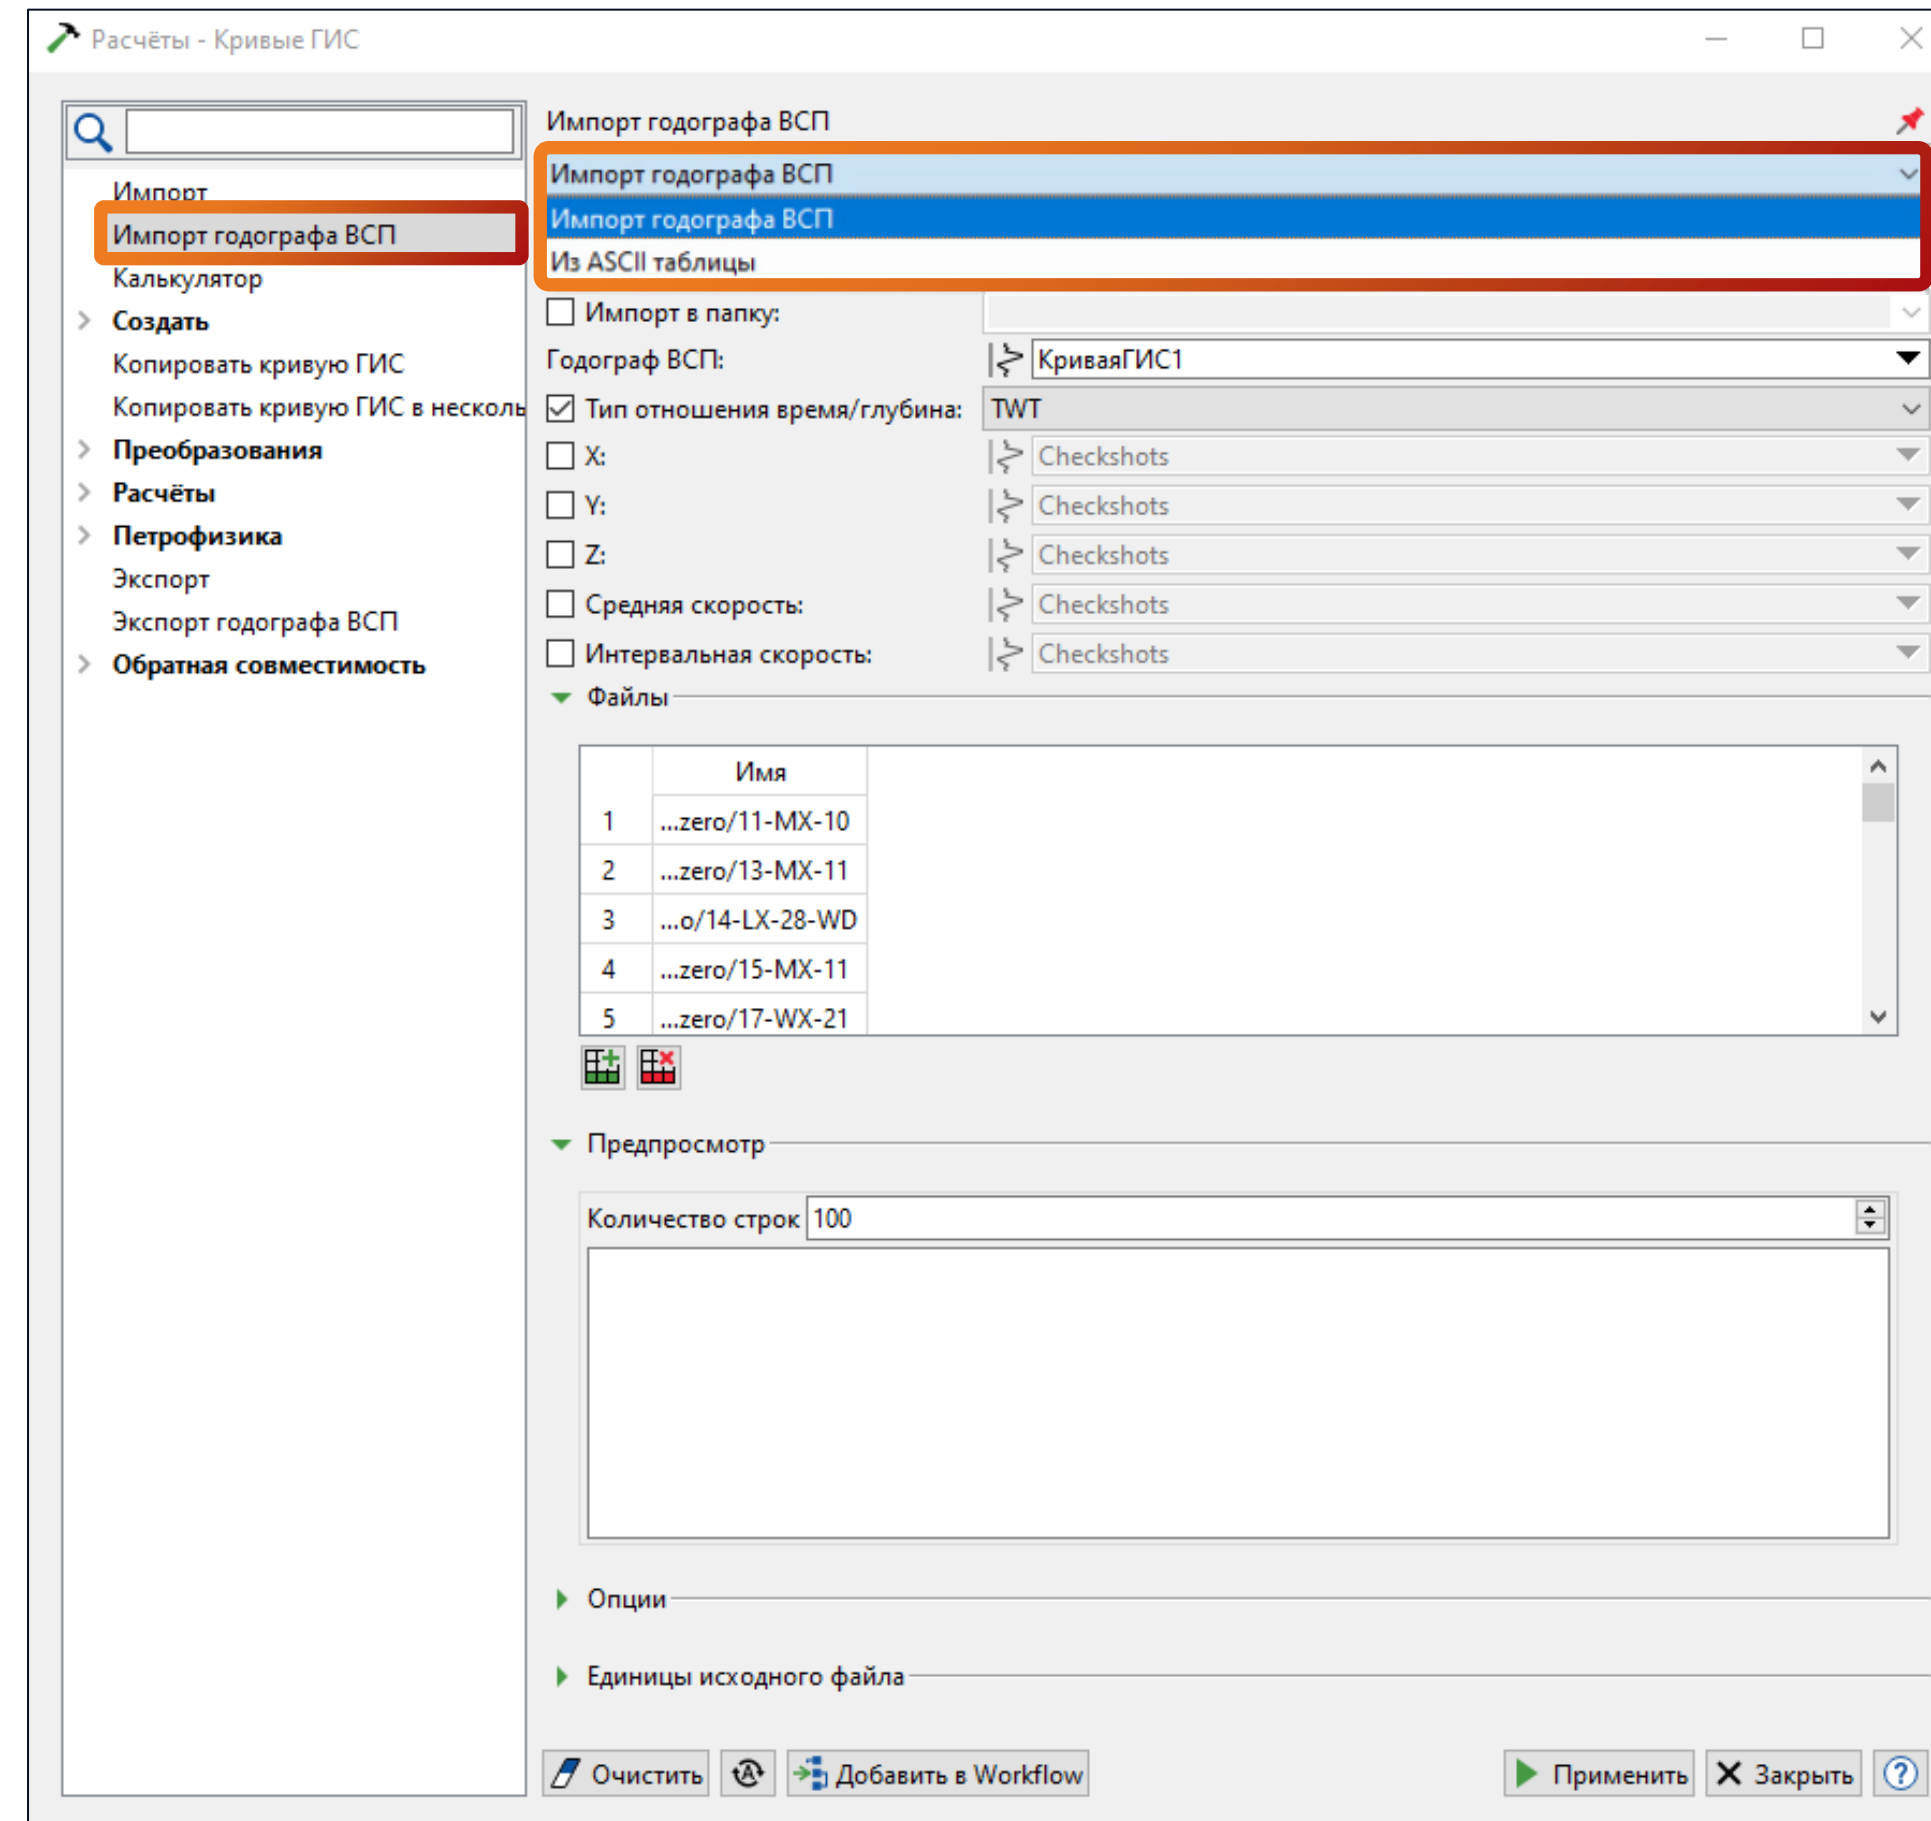 Расчёты - Кривые ГИС
Импорт
Импорт годографа ВСП
Калькулятор
Создать
Копировать кривую ГИС
Копировать кривую ГИС в несколь
Преобразования
Расчёты
Петрофизика
Экспорт
Экспорт годографа ВСП
Обратная совместимость
Импорт годографа ВСП
Импорт годографа ВСП
Импорт годографа ВСП
Из ASCII таблицы
Импорт в папку:
Годограф ВСП: КриваяГИС1
Тип отношения время/глубина: TWT
X: Checkshots
Y: Checkshots
Z: Checkshots
Средняя скорость: Checkshots
Интервальная скорость: Checkshots
Файлы
Имя
1 ...zero/11-MX-10
2 ...zero/13-MX-11
3 ...o/14-LX-28-WD
4 ...zero/15-MX-11
5 ...zero/17-WX-21
Предпросмотр
Количество строк 100
Опции
Единицы исходного файла
Очистить A Добавить в Workflow Применить Закрыть ?